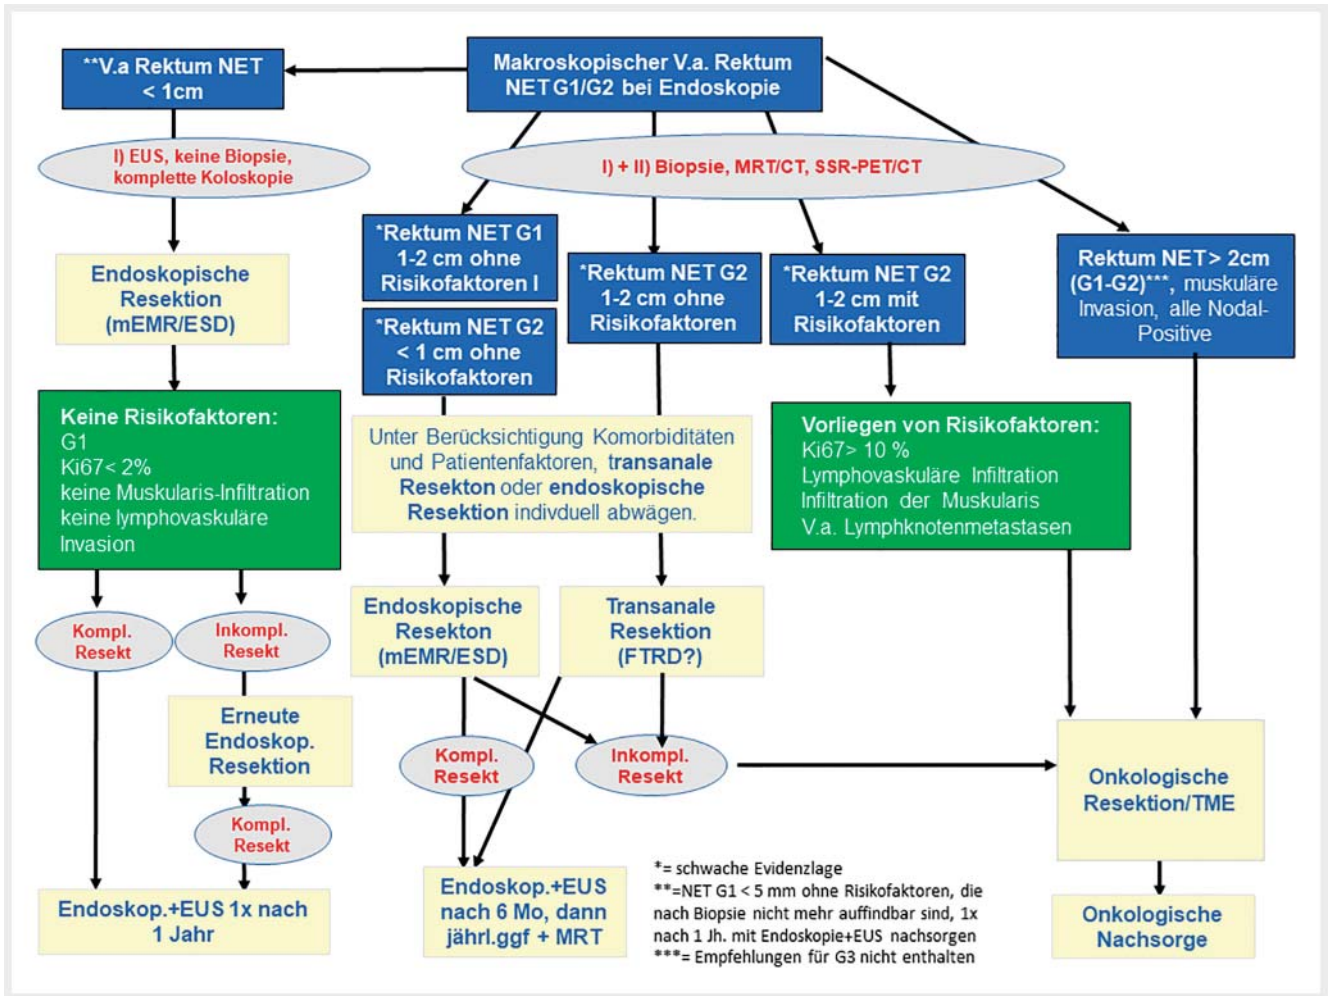 **V.a Rektum NET
< 1cm
Makroskopischer V.a. Rektum
NET G1/G2 bei Endoskopie
I) EUS, keine Biopsie,
komplette Koloskopie
I) + II) Biopsie, MRT/CT, SSR-PET/CT
Endoskopische
Resektion
(mEMR/ESD)
*Rektum NET G1
1-2 cm ohne
Risikofaktoren I
*Rektum NET G2
< 1 cm ohne
Risikofaktoren
*Rektum NET G2
1-2 cm ohne
Risikofaktoren
*Rektum NET G2
1-2 cm mit
Risikofaktoren
Rektum NET > 2cm
(G1-G2)***, muskuläre
Invasion, alle Nodal-
Positive
Keine Risikofaktoren:
G1
Ki67< 2%
keine Muskularis-Infiltration
keine lymphovaskuläre
Invasion
Unter Berücksichtigung Komorbiditäten
und Patientenfaktoren, transanale
Resekton oder endoskopische
Resektion indivduell abwägen.
Vorliegen von Risikofaktoren:
Ki67> 10 %
Lymphovaskuläre Infiltration
Infiltration der Muskularis
V.a. Lymphknotenmetastasen
Kompl.
Resekt
Inkompl.
Resekt
Endoskopische
Resekton
(mEMR/ESD)
Transanale
Resektion
(FTRD?)
Erneute
Endoskop.
Resektion
Kompl.
Resekt
Kompl.
Resekt
Inkompl.
Resekt
Onkologische
Resektion/TME
Endoskop.+EUS 1x nach
1 Jahr
Endoskop.+EUS
nach 6 Mo, dann
jährl.ggf + MRT
*= schwache Evidenzlage
**=NET G1 < 5 mm ohne Risikofaktoren, die
nach Biopsie nicht mehr auffindbar sind, 1x
nach 1 Jh. mit Endoskopie+EUS nachsorgen
***= Empfehlungen für G3 nicht enthalten
Onkologische
Nachsorge